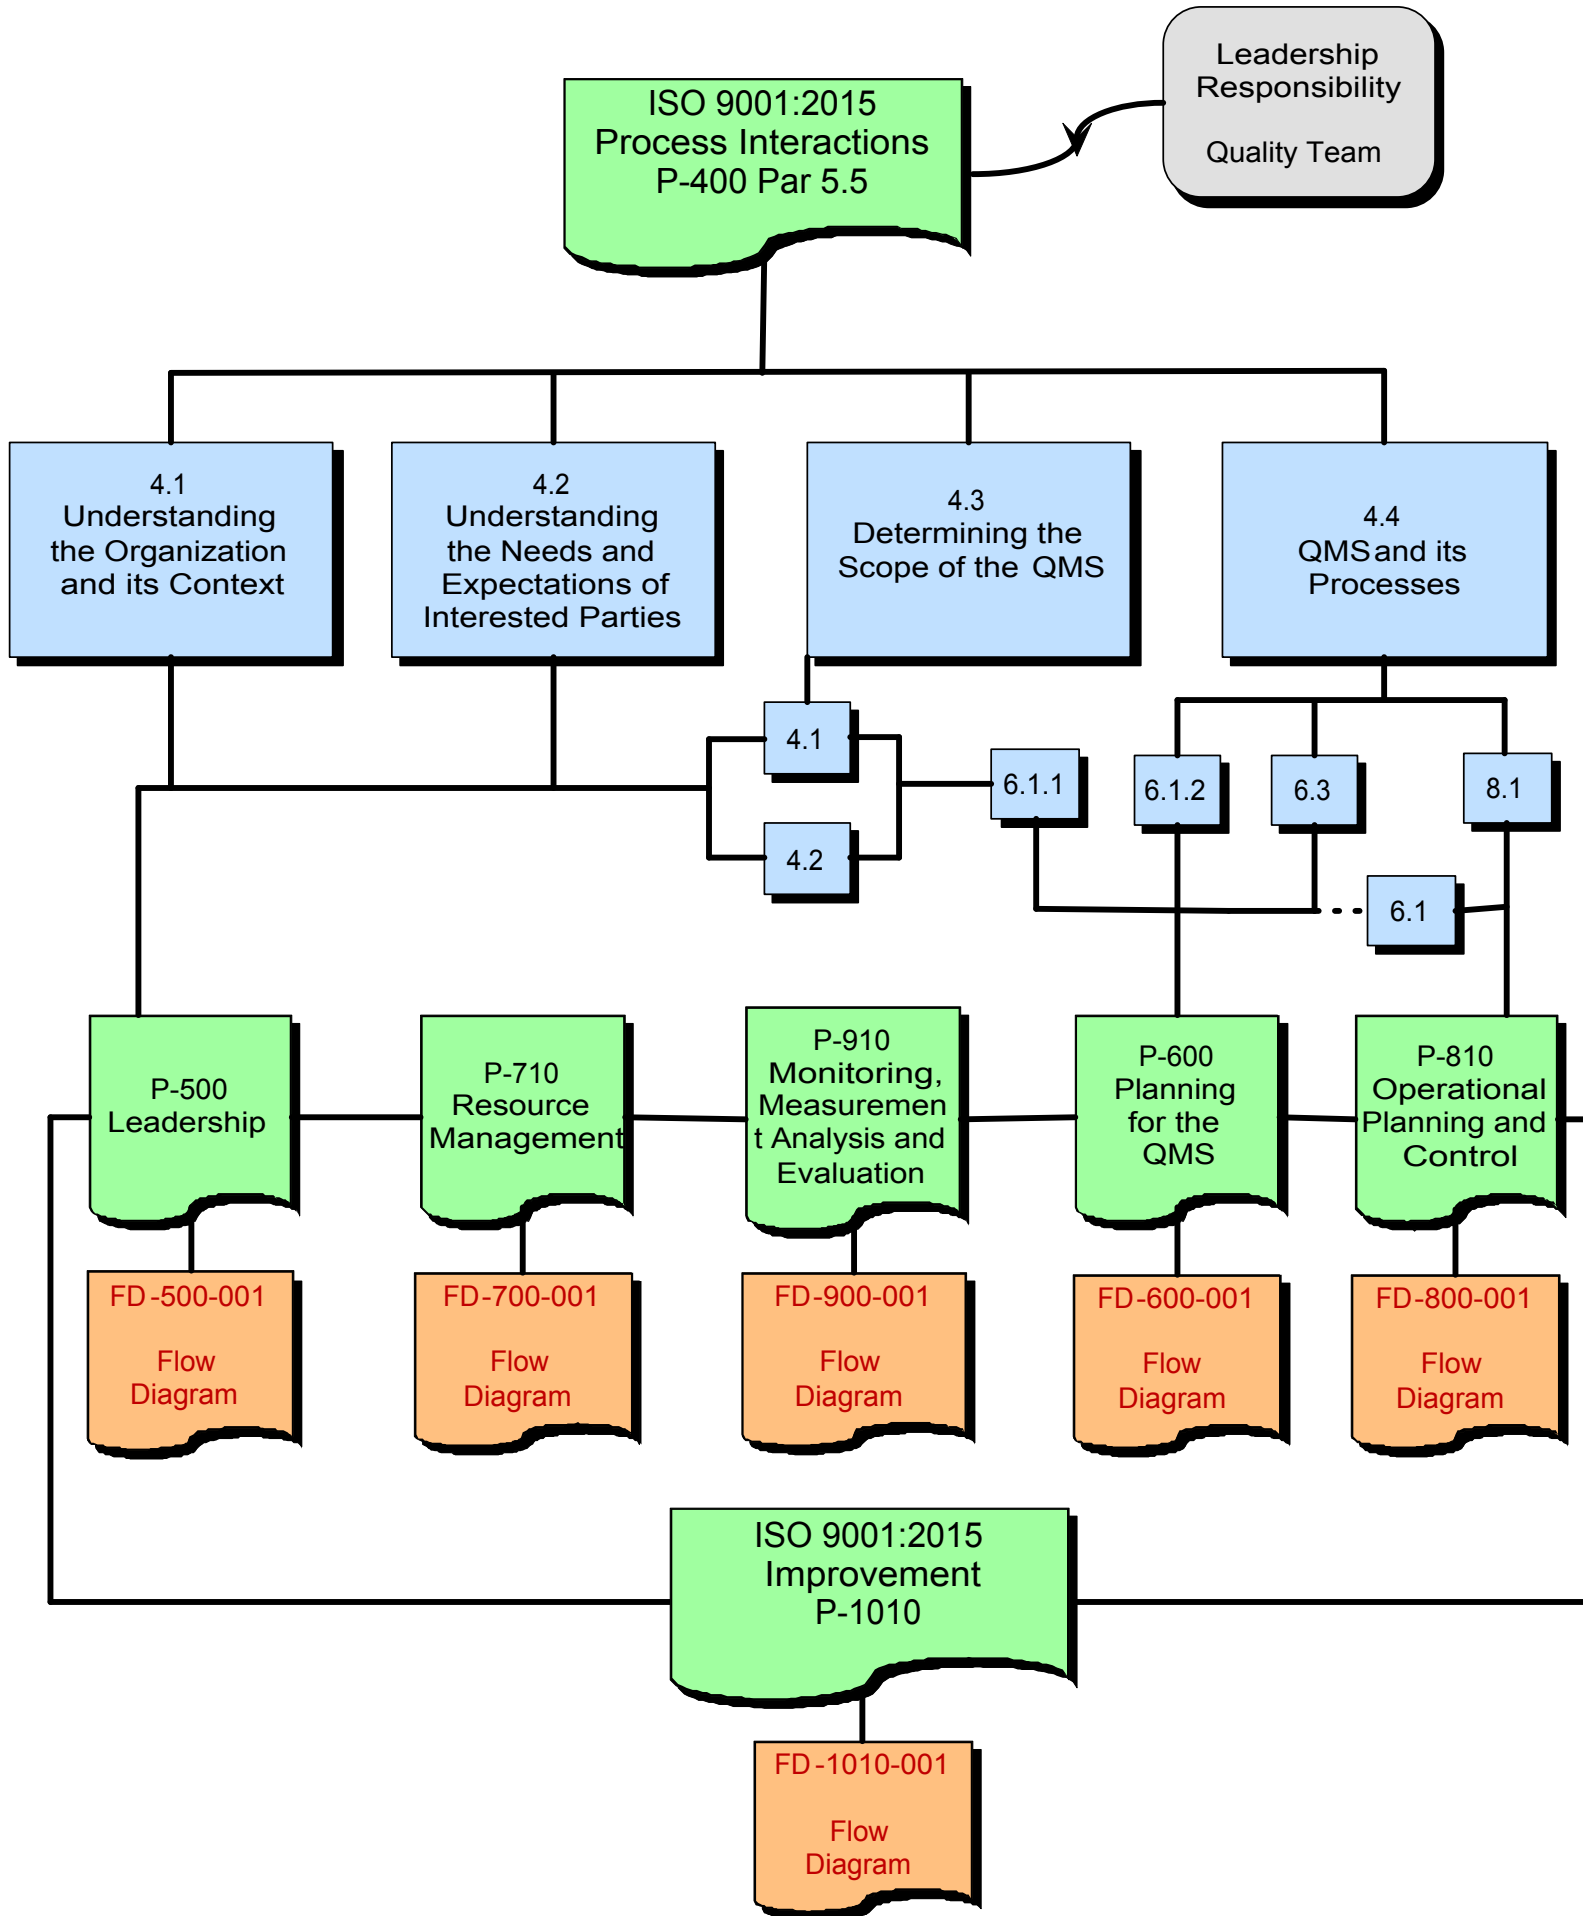 Leadership
Responsibility
Quality Team
ISO 9001:2015
Process Interactions
P-400 Par 5.5
4.1
Understanding
the Organization
and its Context
4.2
Understanding
the Needs and
Expectations of
Interested Parties
4.3
Determining the
Scope of the QMS
4.4
QMS and its
Processes
4.1
4.2
6.1.1
6.1.2
6.3
8.1
6.1
P-500
Leadership
P-710
Resource
Management
P-910
Monitoring,
Measuremen
t Analysis and
Evaluation
P-600
Planning
for the
QMS
P-810
Operational
Planning and
Control
FD-500-001
Flow
Diagram
FD-700-001
Flow
Diagram
FD-900-001
Flow
Diagram
FD-600-001
Flow
Diagram
FD-800-001
Flow
Diagram
ISO 9001:2015
Improvement
P-1010
FD-1010-001
Flow
Diagram